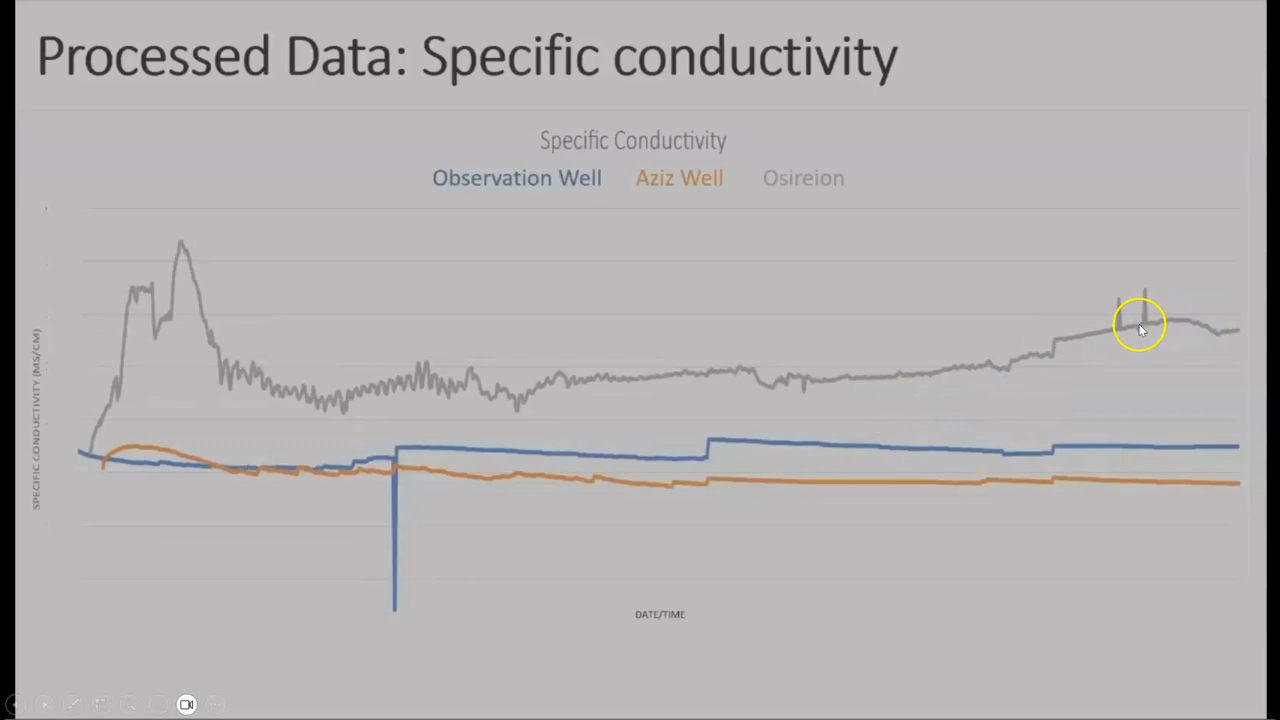 Processed Data: Specific conductivity
Specific Conductivity
Observation Well Aziz Well Osireion
SPECIFIC CONDUCTIVITY (MS/CM)
DATE/TIME